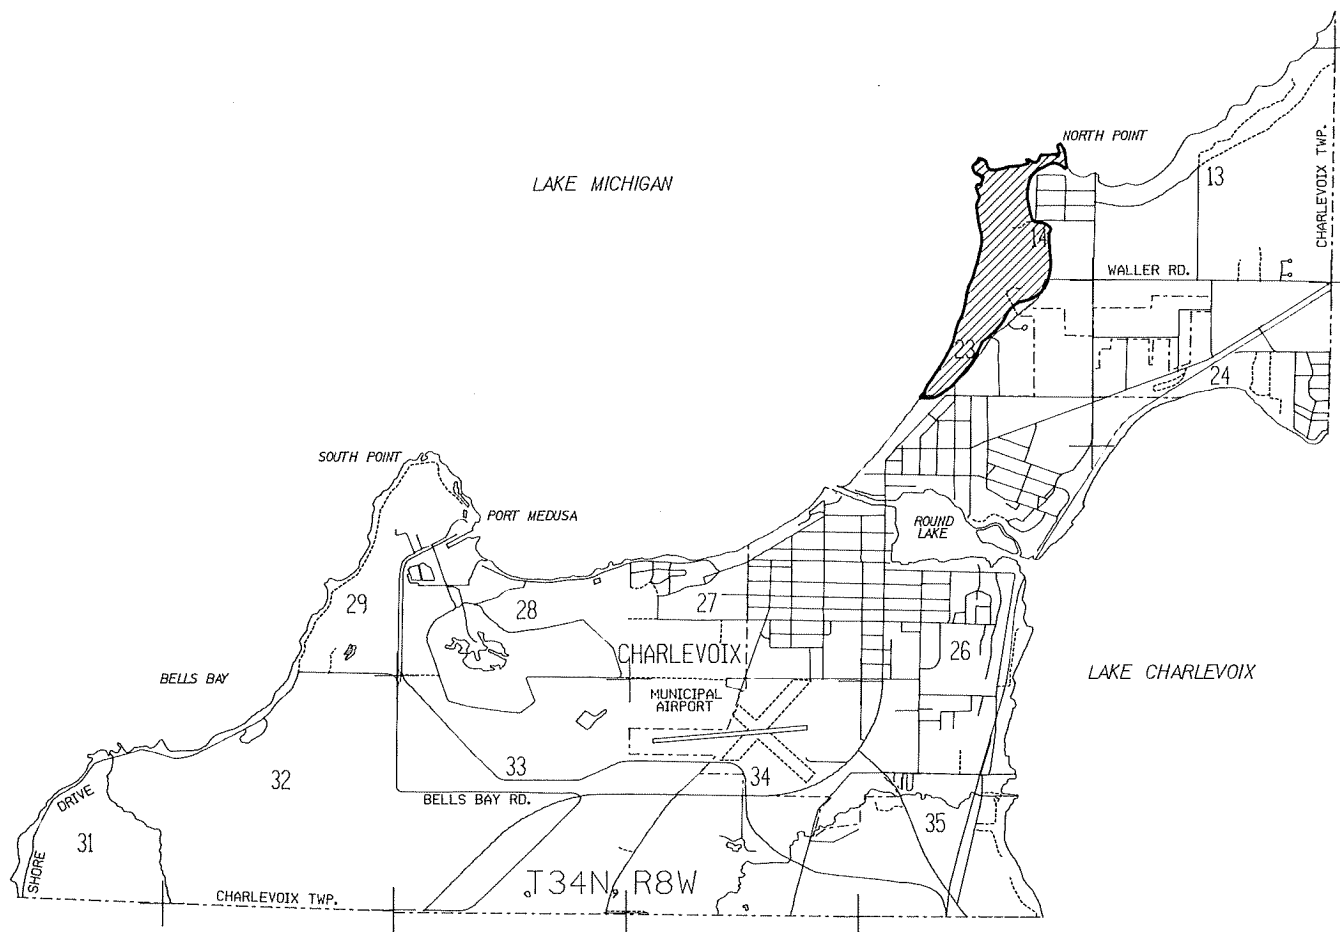 NORTH POINT
LAKE MICHIGAN
13
CHARLEVOIX TWP.
14
WALLER RD.
23
24
SOUTH POINT
PORT MEDUSA
ROUND
LAKE
29
28
27
26
CHARLEVOIX
BELLS BAY
MUNICIPAL
AIRPORT
LAKE CHARLEVOIX
32
33
34
BELLS BAY RD.
35
31
SHORE DRIVE
T34N, R8W
CHARLEVOIX TWP.